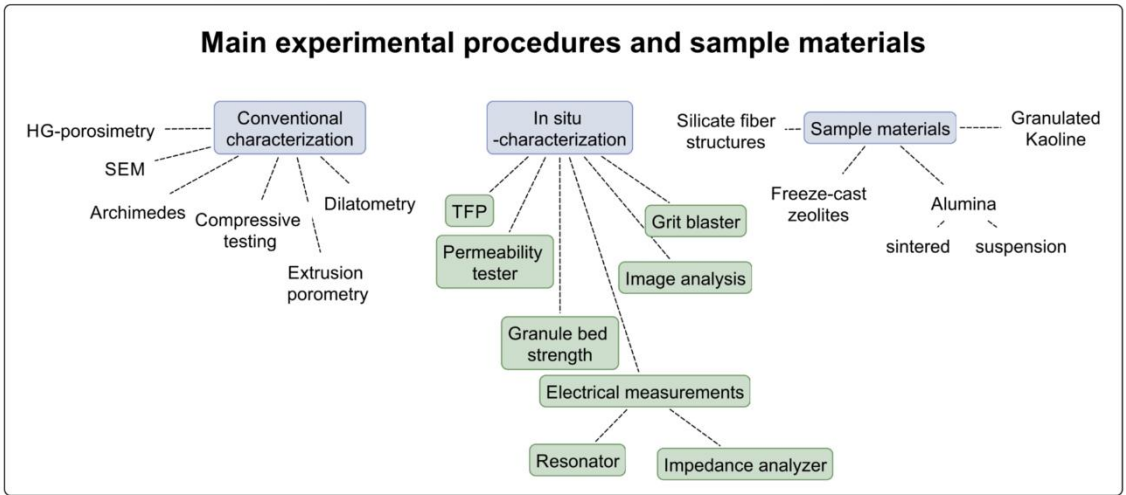 Main experimental procedures and sample materials
Conventional
characterization
HG-porosimetry
SEM
Archimedes
Compressive
testing
Extrusion
porometry
Dilatometry
In situ
-characterization
TFP
Permeability
tester
Granule bed
strength
Electrical measurements
Resonator
Impedance analyzer
Image analysis
Grit blaster
Sample materials
Silicate fiber
structures
Freeze-cast
zeolites
Alumina
sintered
suspension
Granulated
Kaoline